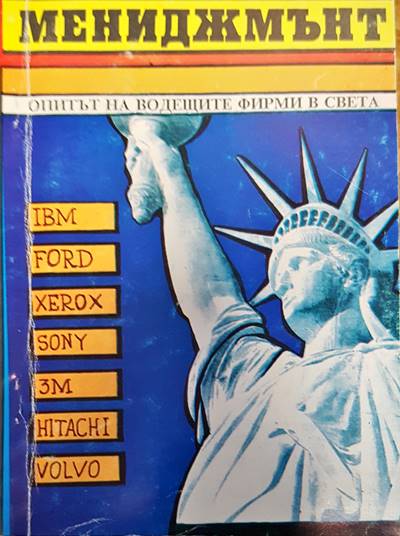 МЕНИДЖМЪНТ
ОПИТЪТ НА ВОДЕЩИТЕ ФИРМИ В СВЕТА
IBM
FORD
XEROX
SONY
3M
HITACHI
VOLVO